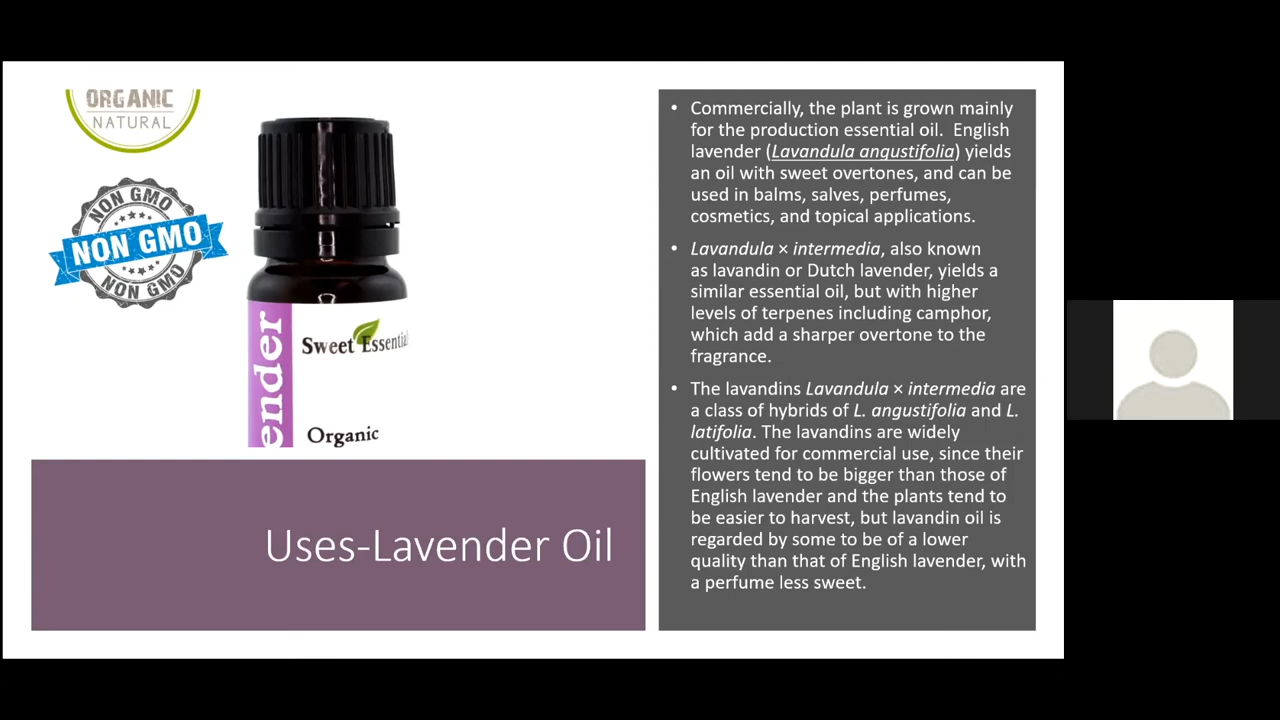 ORGANIC
NATURAL
NON GMO
NON GMO
NON GMO
ender
Sweet Essential
Organic
Uses-Lavender Oil
• Commercially, the plant is grown mainly
for the production essential oil.  English
lavender (Lavandula angustifolia) yields
an oil with sweet overtones, and can be
used in balms, salves, perfumes,
cosmetics, and topical applications.
• Lavandula × intermedia, also known
as lavandin or Dutch lavender, yields a
similar essential oil, but with higher
levels of terpenes including camphor,
which add a sharper overtone to the
fragrance.
• The lavandins Lavandula × intermedia are
a class of hybrids of L. angustifolia and L.
latifolia. The lavandins are widely
cultivated for commercial use, since their
flowers tend to be bigger than those of
English lavender and the plants tend to
be easier to harvest, but lavandin oil is
regarded by some to be of a lower
quality than that of English lavender, with
a perfume less sweet.